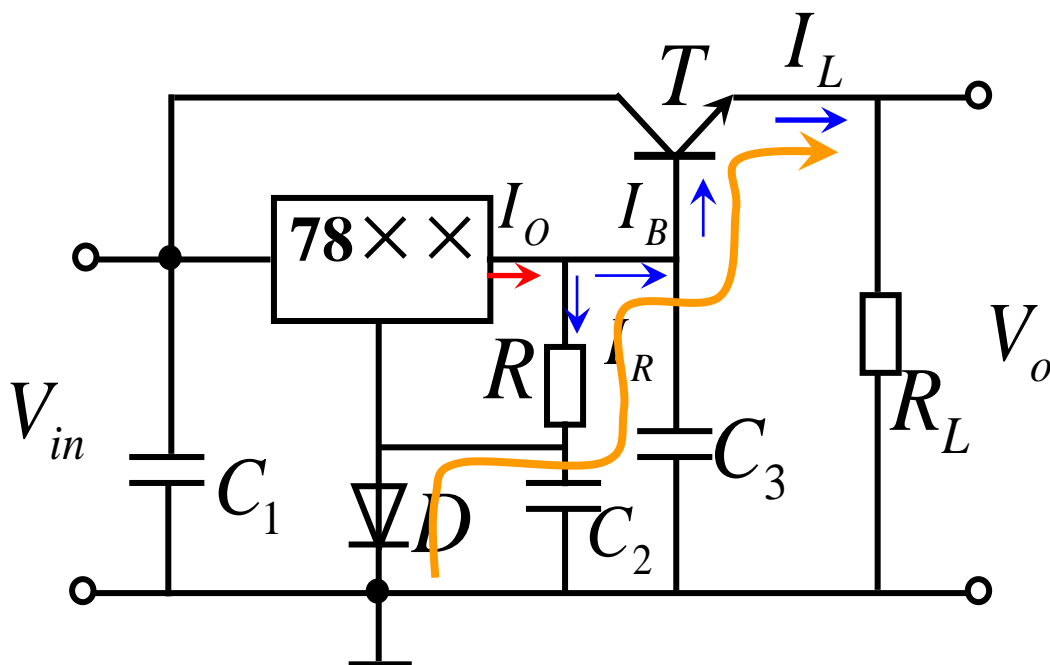 I_L
T
78××
I_O
I_B
I_R
R
V_in
V_o
R_L
C_1
D
C_2
C_3